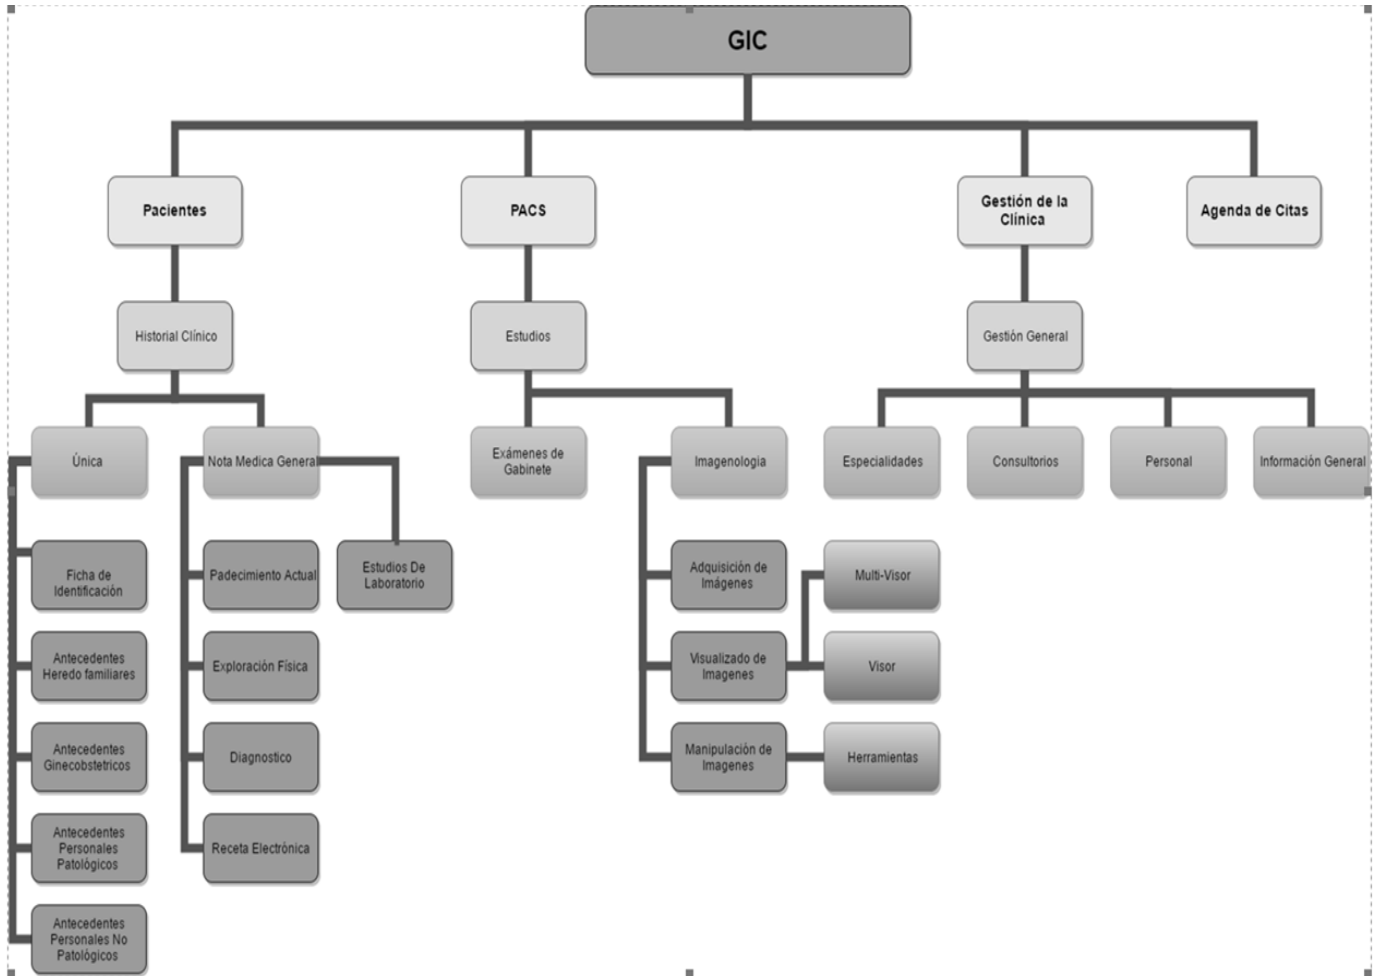 GIC
Pacientes
PACS
Gestión de la
Clínica
Agenda de Citas
Historial Clínico
Estudios
Gestión General
Única
Nota Medica General
Exámenes de
Gabinete
Imagenologia
Especialidades
Consultorios
Personal
Información General
Ficha de
Identificación
Padecimiento Actual
Estudios De
Laboratorio
Adquisición de
Imágenes
Multi-Visor
Antecedentes
Heredo familiares
Exploración Física
Visualizado de
Imagenes
Visor
Antecedentes
Ginecobstetricos
Diagnostico
Manipulación de
Imagenes
Herramientas
Antecedentes
Personales
Patológicos
Receta Electrónica
Antecedentes
Personales No
Patológicos